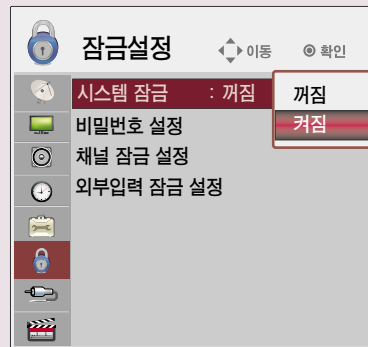 잠금설정 이동 확인
시스템 잠금 : 꺼짐 꺼짐
비밀번호 설정 켜짐
채널 잠금 설정
외부입력 잠금 설정